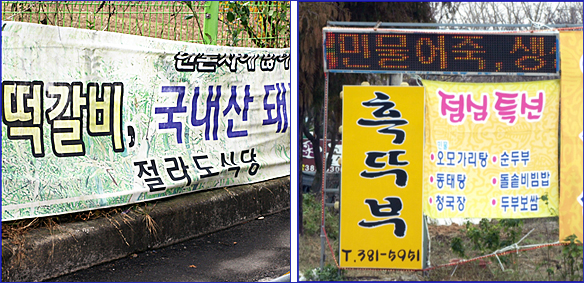 떡갈비, 국내산 돼
절라도식당
민물어죽, 생
흑뚜부
T.381-5951
점심 특선
• 오모가리탕 • 순두부
• 동태탕 • 돌솥비빔밥
• 청국장 • 두부보쌈